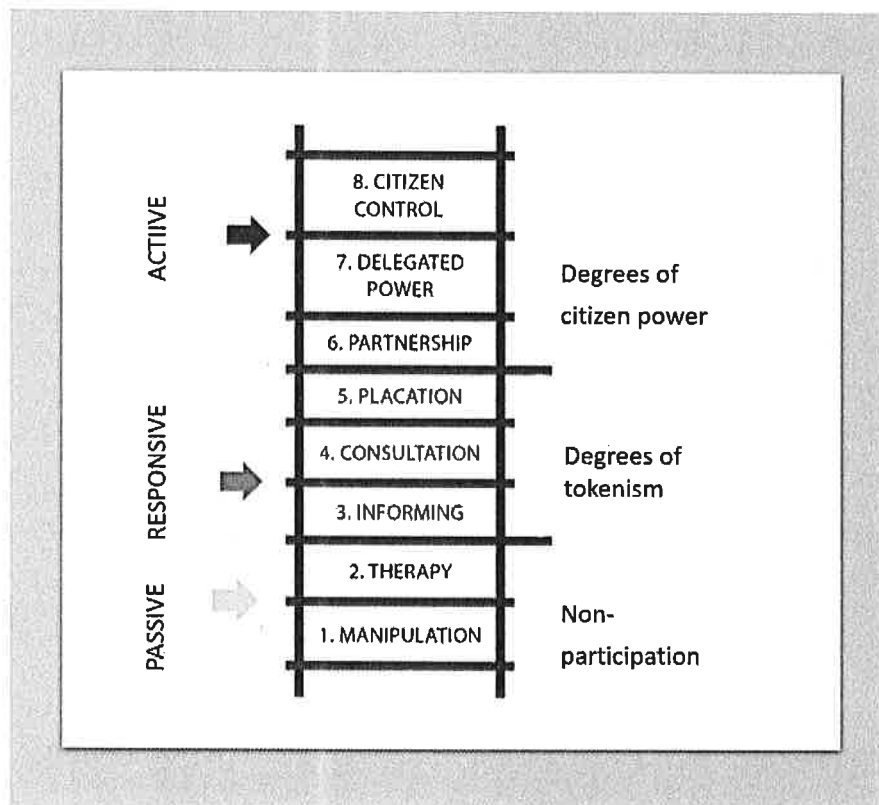 8. CITIZEN
CONTROL
7. DELEGATED
POWER
6. PARTNERSHIP
5. PLACATION
4. CONSULTATION
3. INFORMING
2. THERAPY
1. MANIPULATION
ACTIIVE
RESPONSIVE
PASSIVE
Degrees of
citizen power
Degrees of
tokenism
Non-
participation